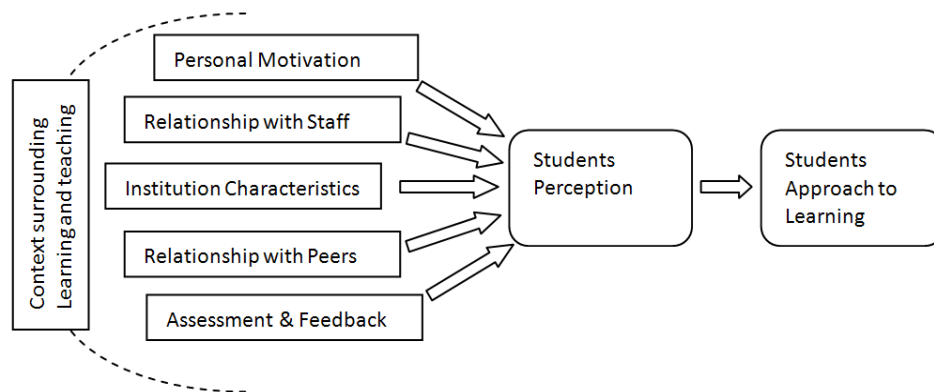 Context surrounding
Learning and teaching
Personal Motivation
Relationship with Staff
Institution Characteristics
Relationship with Peers
Assessment & Feedback
Students
Perception
Students
Approach to
Learning